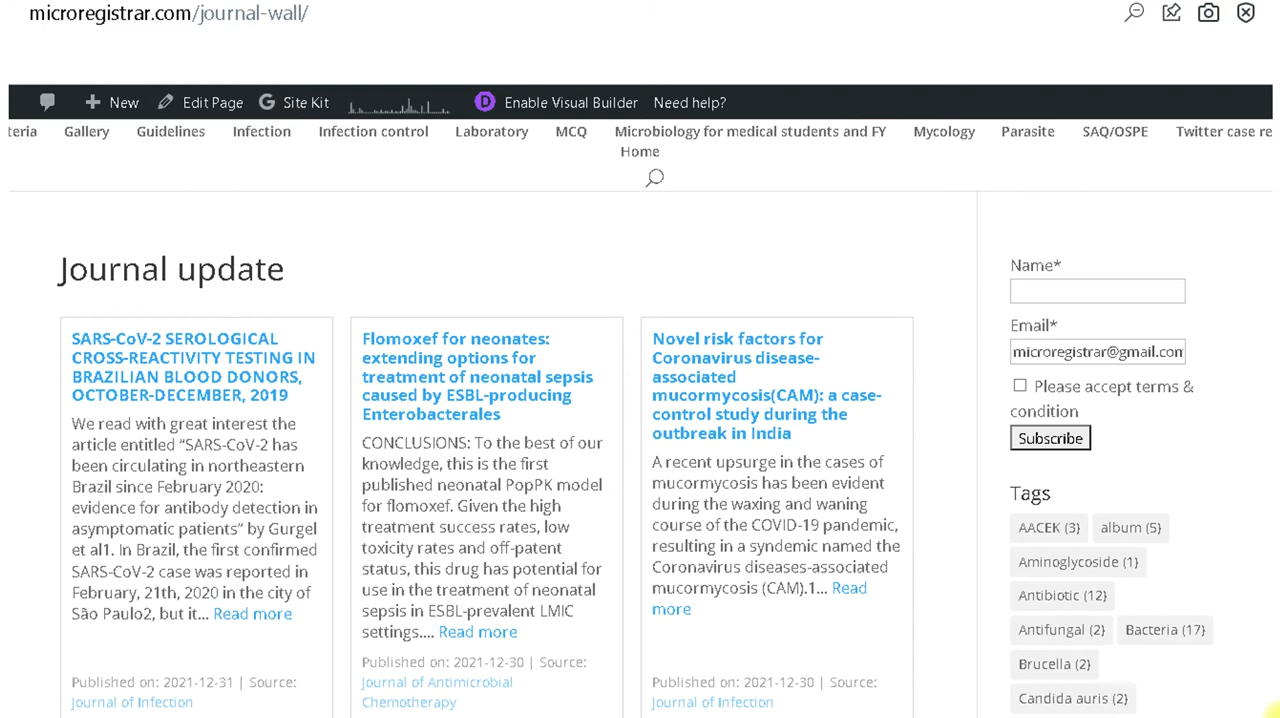 microregistrar.com/journal-wall/
New Edit Page Site Kit D Enable Visual Builder Need help?
teria Gallery Guidelines Infection Infection control Laboratory MCQ Microbiology for medical students and FY Mycology Parasite SAQ/OSPE Twitter case re
Home
Journal update
SARS-CoV-2 SEROLOGICAL
CROSS-REACTIVITY TESTING IN
BRAZILIAN BLOOD DONORS,
OCTOBER-DECEMBER, 2019
We read with great interest the
article entitled “SARS-CoV-2 has
been circulating in northeastern
Brazil since February 2020:
evidence for antibody detection in
asymptomatic patients” by Gurgel
et al1. In Brazil, the first confirmed
SARS-CoV-2 case was reported in
February, 21th, 2020 in the city of
São Paulo2, but it... Read more
Published on: 2021-12-31 | Source:
Journal of Infection
Flomoxef for neonates:
extending options for
treatment of neonatal sepsis
caused by ESBL-producing
Enterobacterales
CONCLUSIONS: To the best of our
knowledge, this is the first
published neonatal PopPK model
for flomoxef. Given the high
treatment success rates, low
toxicity rates and off-patent
status, this drug has potential for
use in the treatment of neonatal
sepsis in ESBL-prevalent LMIC
settings.... Read more
Published on: 2021-12-30 | Source:
Journal of Antimicrobial
Chemotherapy
Novel risk factors for
Coronavirus disease-
associated
mucormycosis(CAM): a case-
control study during the
outbreak in India
A recent upsurge in the cases of
mucormycosis has been evident
during the waxing and waning
course of the COVID-19 pandemic,
resulting in a syndemic named the
Coronavirus diseases-associated
mucormycosis (CAM).1... Read
more
Published on: 2021-12-30 | Source:
Journal of Infection
Name*
Email*
microregistrar@gmail.com
Please accept terms &
condition
Subscribe
Tags
AACEK (3) album (5)
Aminoglycoside (1)
Antibiotic (12)
Antifungal (2) Bacteria (17)
Brucella (2)
Candida auris (2)